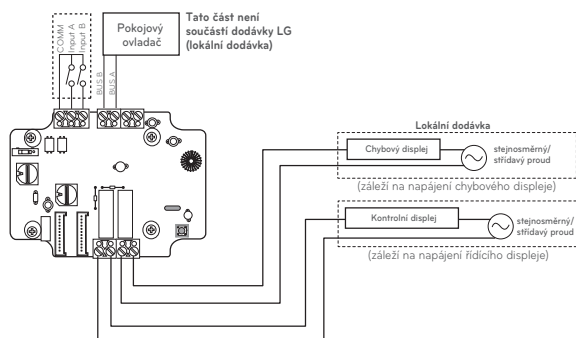 COMM
Input A
Input B
Pokojový
ovladač
Tato část není
součástí dodávky LG
(lokální dodávka)
BUS B
BUS A
Lokální dodávka
Chybový displej
stejnosměrný/
střídavý proud
(záleží na napájení chybového displeje)
Kontrolní displej
stejnosměrný/
střídavý proud
(záleží na napájení řídícího displeje)